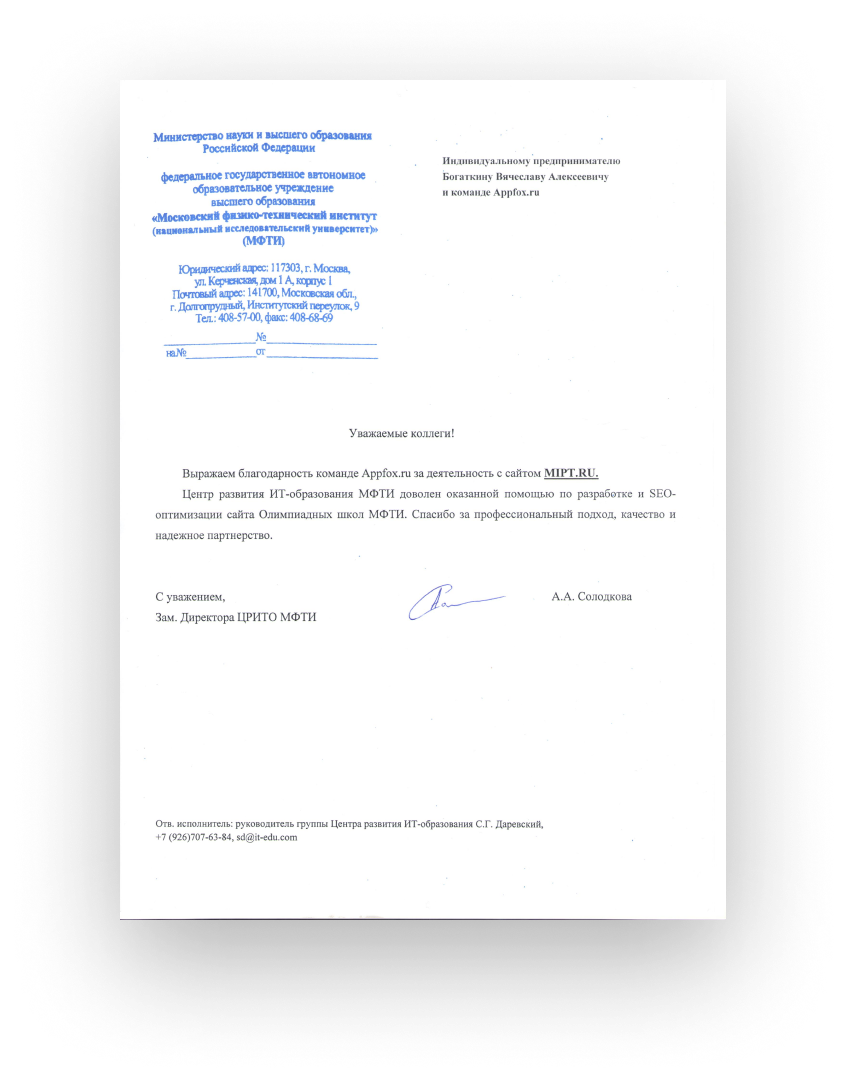 Министерство науки и высшего образования
Российской Федерации
федеральное государственное автономное
образовательное учреждение
высшего образования
«Московский физико-технический институт
(национальный исследовательский университет)»
(МФТИ)
Юридический адрес: 117303, г. Москва,
ул. Керченская, дом 1 А, корпус 1
Почтовый адрес: 141700, Московская обл.,
г. Долгопрудный, Институтский переулок, 9
Тел.: 408-57-00, факс: 408-68-69
_______________№__________________
на№____________от__________________
Индивидуальному предпринимателю
Богаткину Вячеславу Алексеевичу
и команде Appfox.ru
Уважаемые коллеги!
Выражаем благодарность команде Appfox.ru за деятельность с сайтом MIPT.RU.
Центр развития ИТ-образования МФТИ доволен оказанной помощью по разработке и SEO-
оптимизации сайта Олимпиадных школ МФТИ. Спасибо за профессиональный подход, качество и
надежное партнерство.
С уважением,
Зам. Директора ЦРИТО МФТИ
А.А. Солодкова
Отв. исполнитель: руководитель группы Центра развития ИТ-образования С.Г. Даревский,
+7 (926)707-63-84, sd@it-edu.com